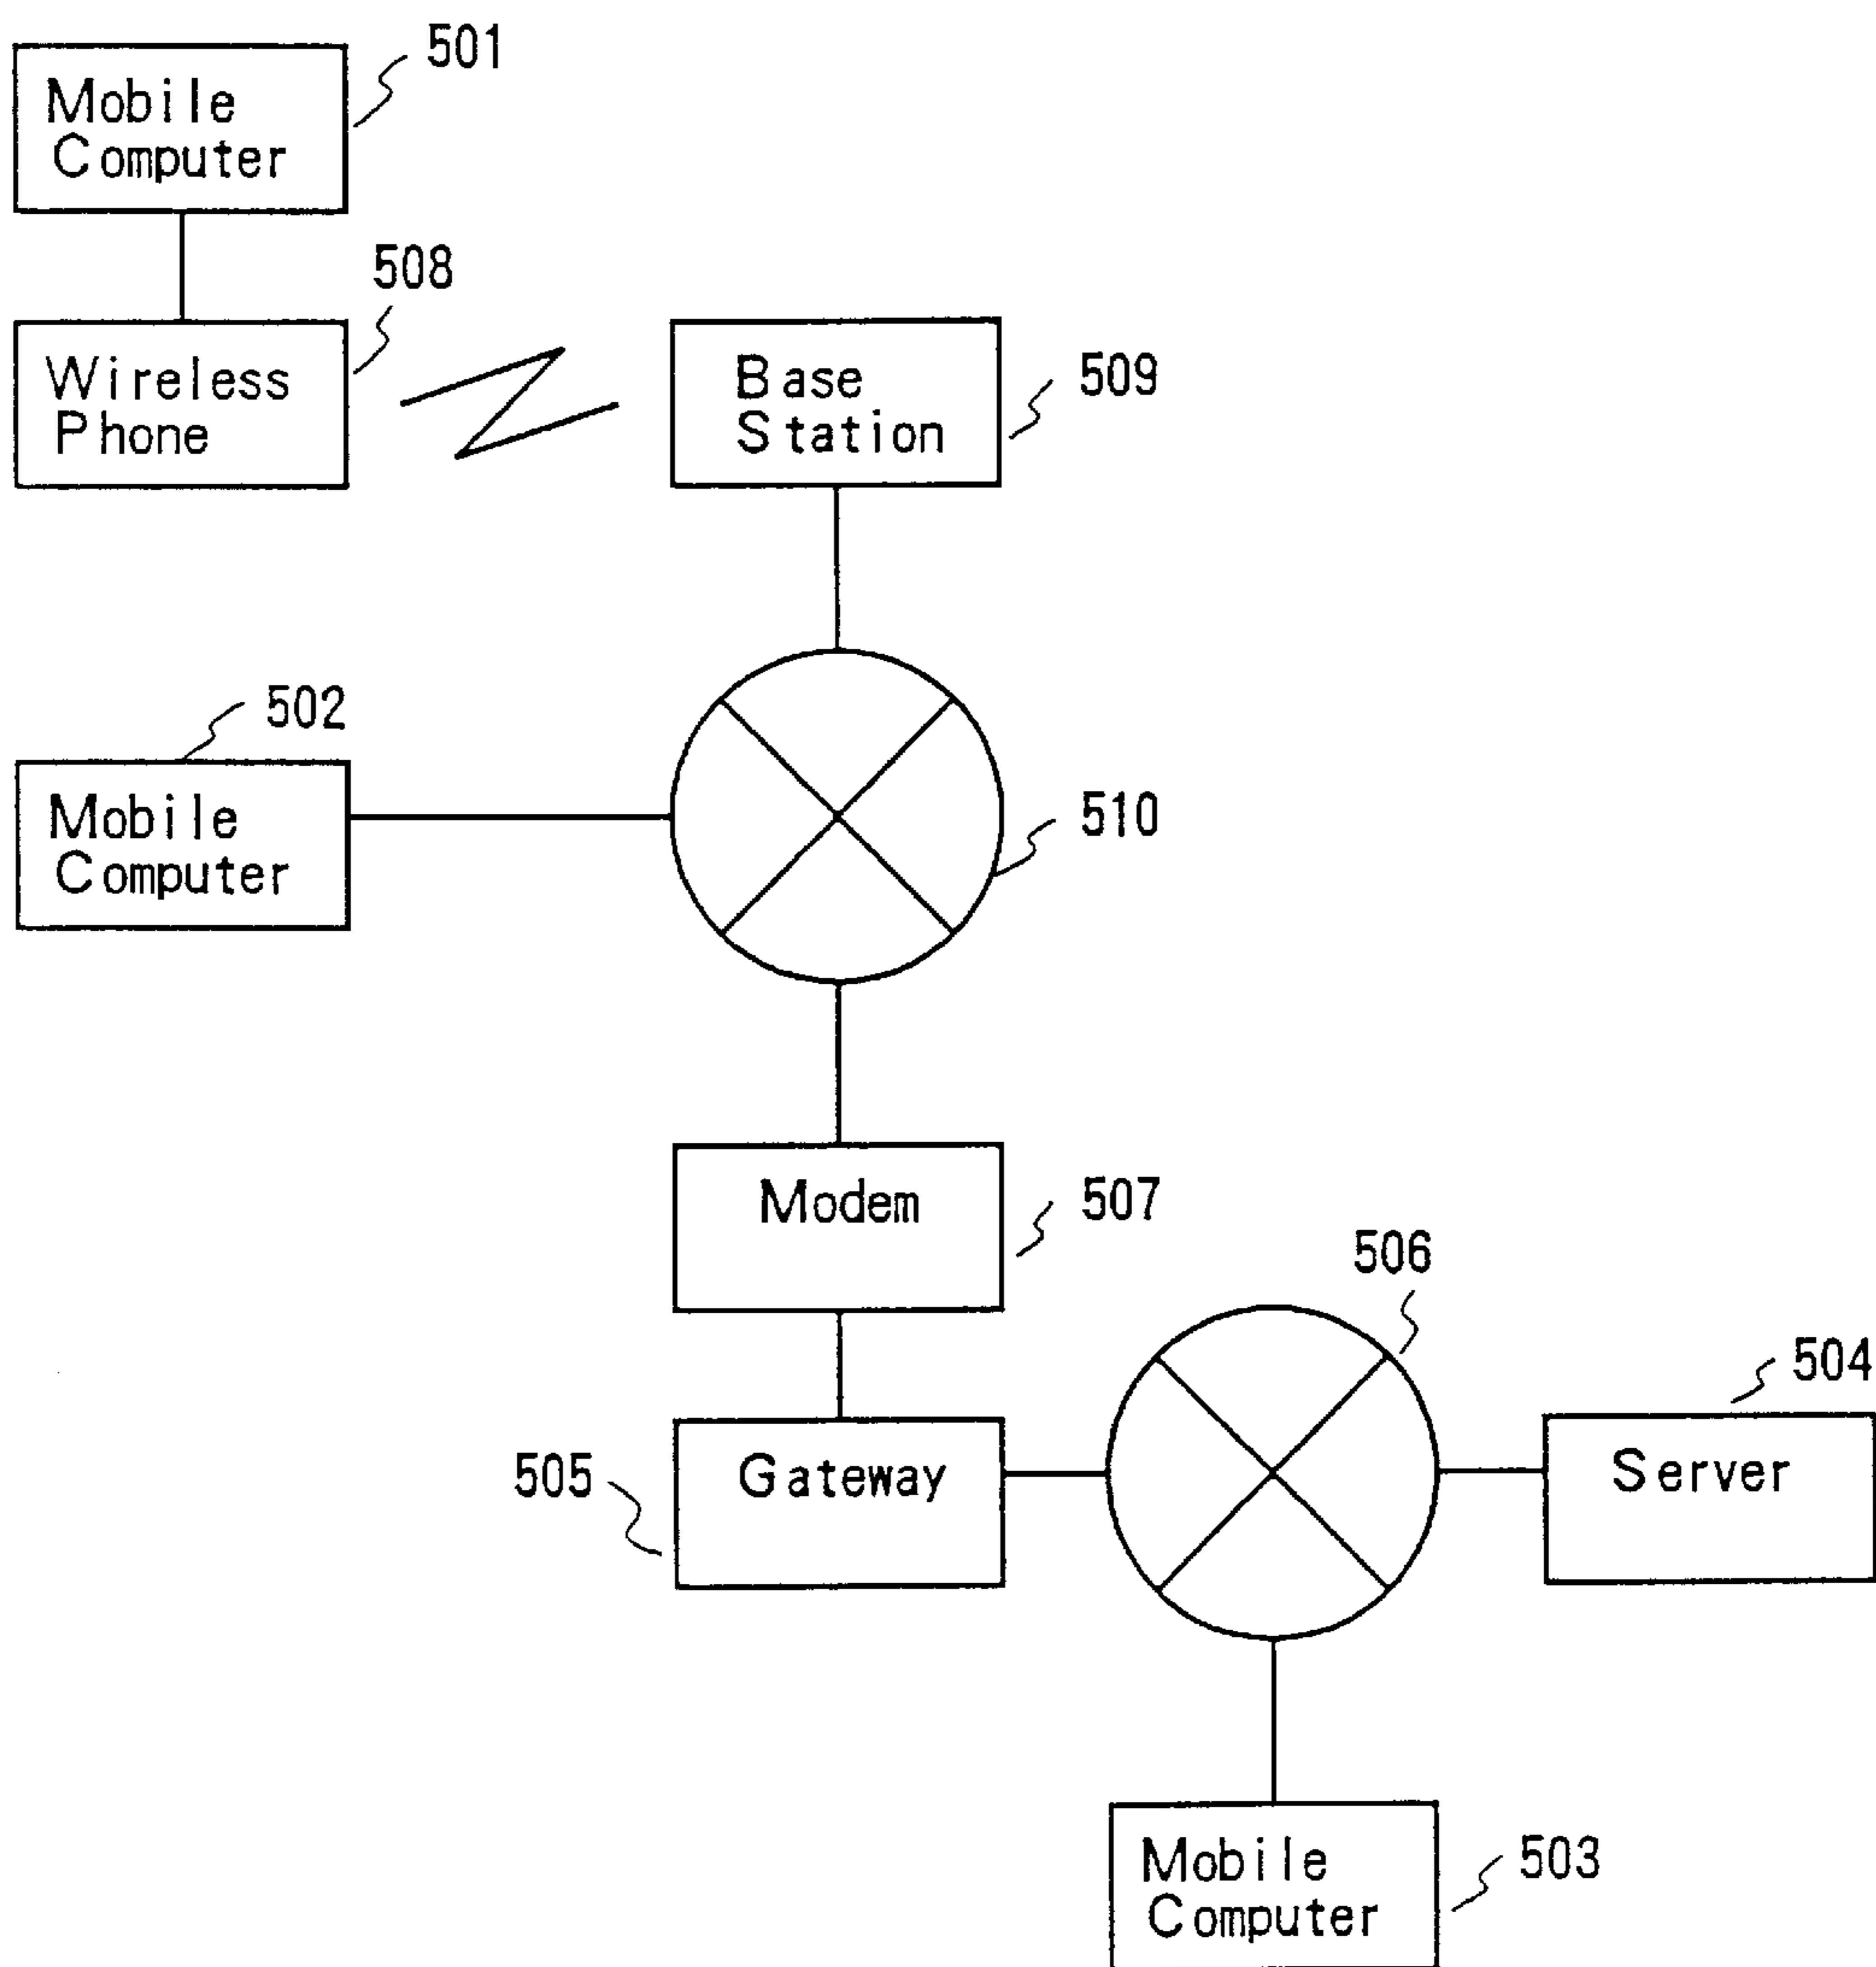 501
Mobile
Computer
508
Wireless
Phone
Base
Station
509
502
Mobile
Computer
510
Modem
507
506
504
505
Gateway
Server
Mobile
Computer
503